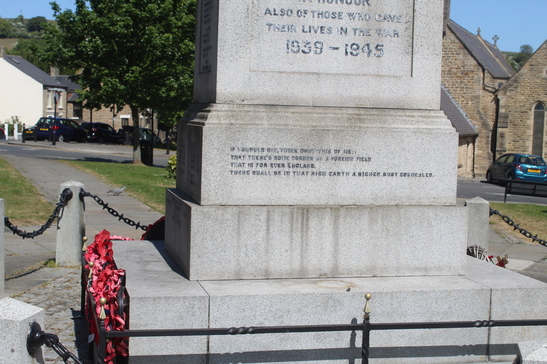 HONOUR
ALSO OF THOSE WHO GAVE
THEIR LIVES IN THE WAR
1939 - 1945
IF I SHOULD DIE, THINK ONLY THIS OF ME:-
THAT THERE'S SOME CORNER OF A FOREIGN FIELD
THAT IS FOR EVER ENGLAND.
THERE SHALL BE IN THAT RICH EARTH A RICHER DUST CONCEALED.